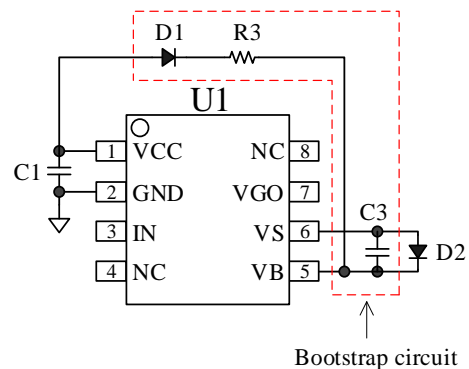 D1 R3
U1
1 VCC NC 8
C1
2 GND VGO 7
C3
3 IN VS 6
D2
4 NC VB 5
Bootstrap circuit